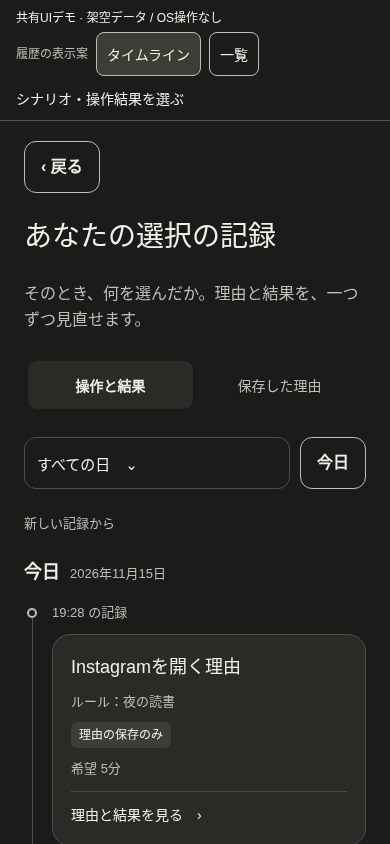 共有UIデモ · 架空データ / OS操作なし
履歴の表示案 タイムライン 一覧
シナリオ・操作結果を選ぶ
‹ 戻る
あなたの選択の記録
そのとき、何を選んだか。理由と結果を、一つ
ずつ見直せます。
操作と結果 保存した理由
すべての日 ⌄ 今日
新しい記録から
今日 2026年11月15日
19:28 の記録
Instagramを開く理由
ルール：夜の読書
理由の保存のみ
希望 5分
理由と結果を見る ›